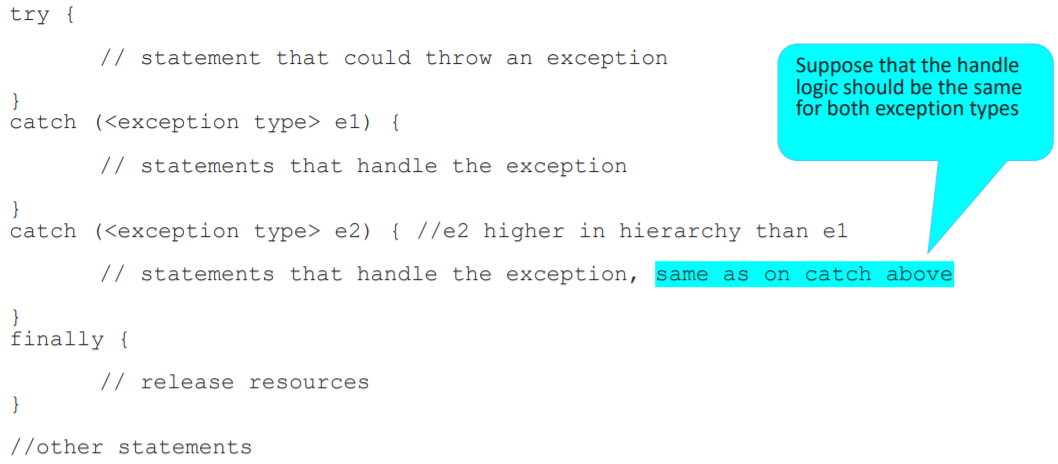 try {
// statement that could throw an exception
}
catch (<exception type> e1) {
// statements that handle the exception
}
catch (<exception type> e2) { //e2 higher in hierarchy than e1
// statements that handle the exception, same as on catch above
}
finally {
// release resources
}
//other statements
Suppose that the handle
logic should be the same
for both exception types